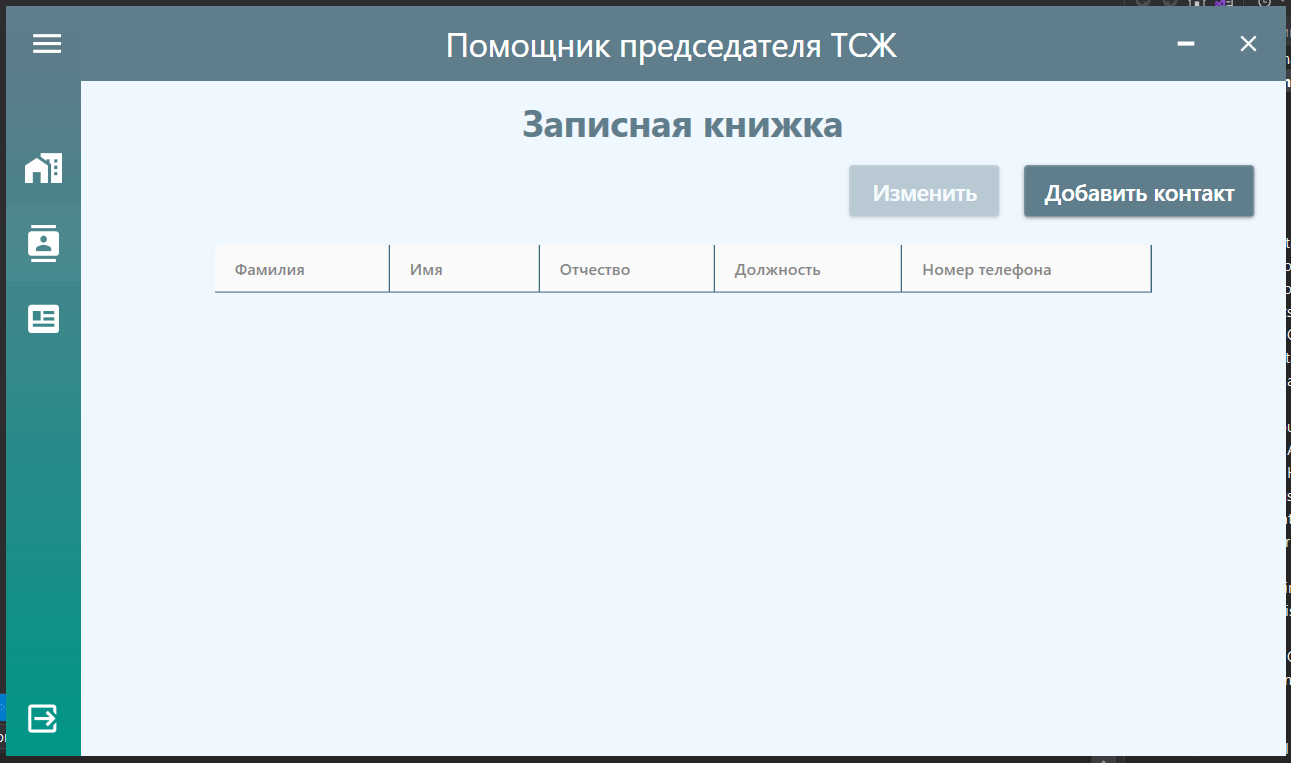 Помощник председателя ТСЖ
Записная книжка
Изменить
Добавить контакт
Фамилия
Имя
Отчество
Должность
Номер телефона